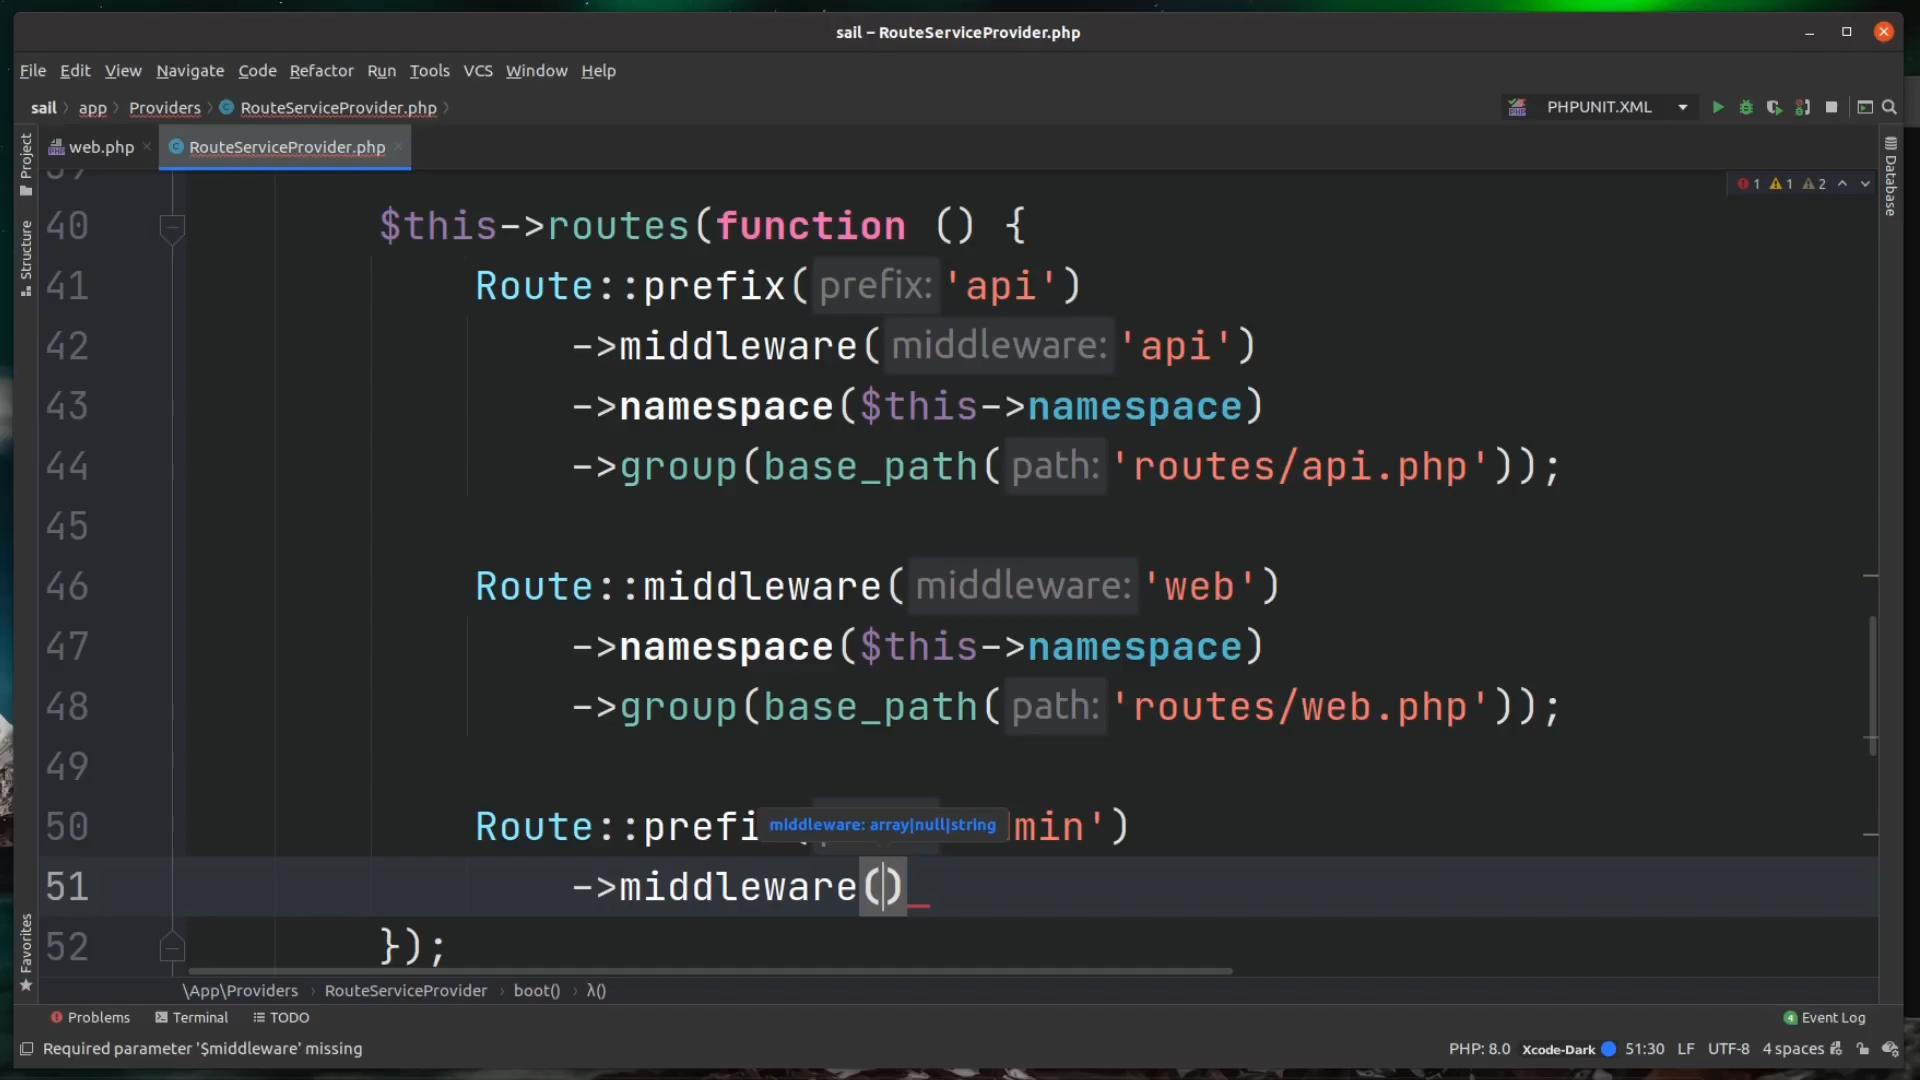 sail – RouteServiceProvider.php
File Edit View Navigate Code Refactor Run Tools VCS Window Help
sail app Providers RouteServiceProvider.php PHPUNIT.XML
web.php RouteServiceProvider.php
Project
Structure
Favorites
Database
1 1 2
40 $this->routes(function () {
41 Route::prefix( prefix: 'api')
42 ->middleware( middleware: 'api')
43 ->namespace($this->namespace)
44 ->group(base_path( path: 'routes/api.php'));
45
46 Route::middleware( middleware: 'web')
47 ->namespace($this->namespace)
48 ->group(base_path( path: 'routes/web.php'));
49
50 Route::prefi min')
middleware: array|null|string
51 ->middleware()
52 });
\App\Providers RouteServiceProvider boot() λ()
Problems Terminal TODO 4 Event Log
Required parameter '$middleware' missing PHP: 8.0 Xcode-Dark 51:30 LF UTF-8 4 spaces